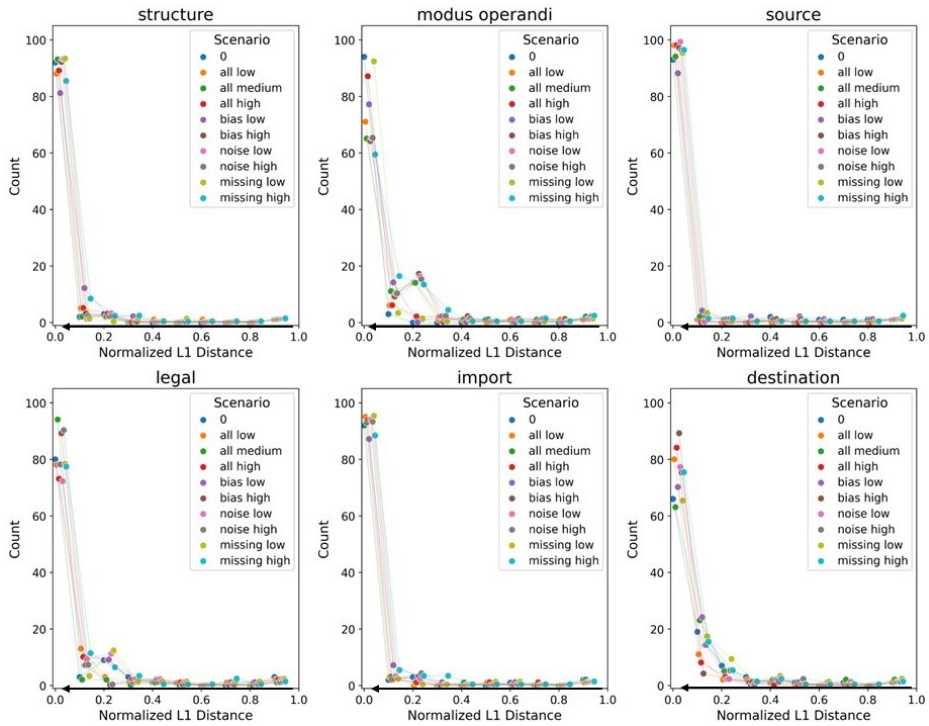 structure
100
80
60
40
20
0
Count
0.0 0.2 0.4 0.6 0.8 1.0
Normalized L1 Distance
Scenario
0
all low
all medium
all high
bias low
bias high
noise low
noise high
missing low
missing high
modus operandi
100
80
60
40
20
0
Count
0.0 0.2 0.4 0.6 0.8 1.0
Normalized L1 Distance
Scenario
0
all low
all medium
all high
bias low
bias high
noise low
noise high
missing low
missing high
source
100
80
60
40
20
0
Count
0.0 0.2 0.4 0.6 0.8 1.0
Normalized L1 Distance
Scenario
0
all low
all medium
all high
bias low
bias high
noise low
noise high
missing low
missing high
legal
100
80
60
40
20
0
Count
0.0 0.2 0.4 0.6 0.8 1.0
Normalized L1 Distance
Scenario
0
all low
all medium
all high
bias low
bias high
noise low
noise high
missing low
missing high
import
100
80
60
40
20
0
Count
0.0 0.2 0.4 0.6 0.8 1.0
Normalized L1 Distance
Scenario
0
all low
all medium
all high
bias low
bias high
noise low
noise high
missing low
missing high
destination
100
80
60
40
20
0
Count
0.0 0.2 0.4 0.6 0.8 1.0
Normalized L1 Distance
Scenario
0
all low
all medium
all high
bias low
bias high
noise low
noise high
missing low
missing high